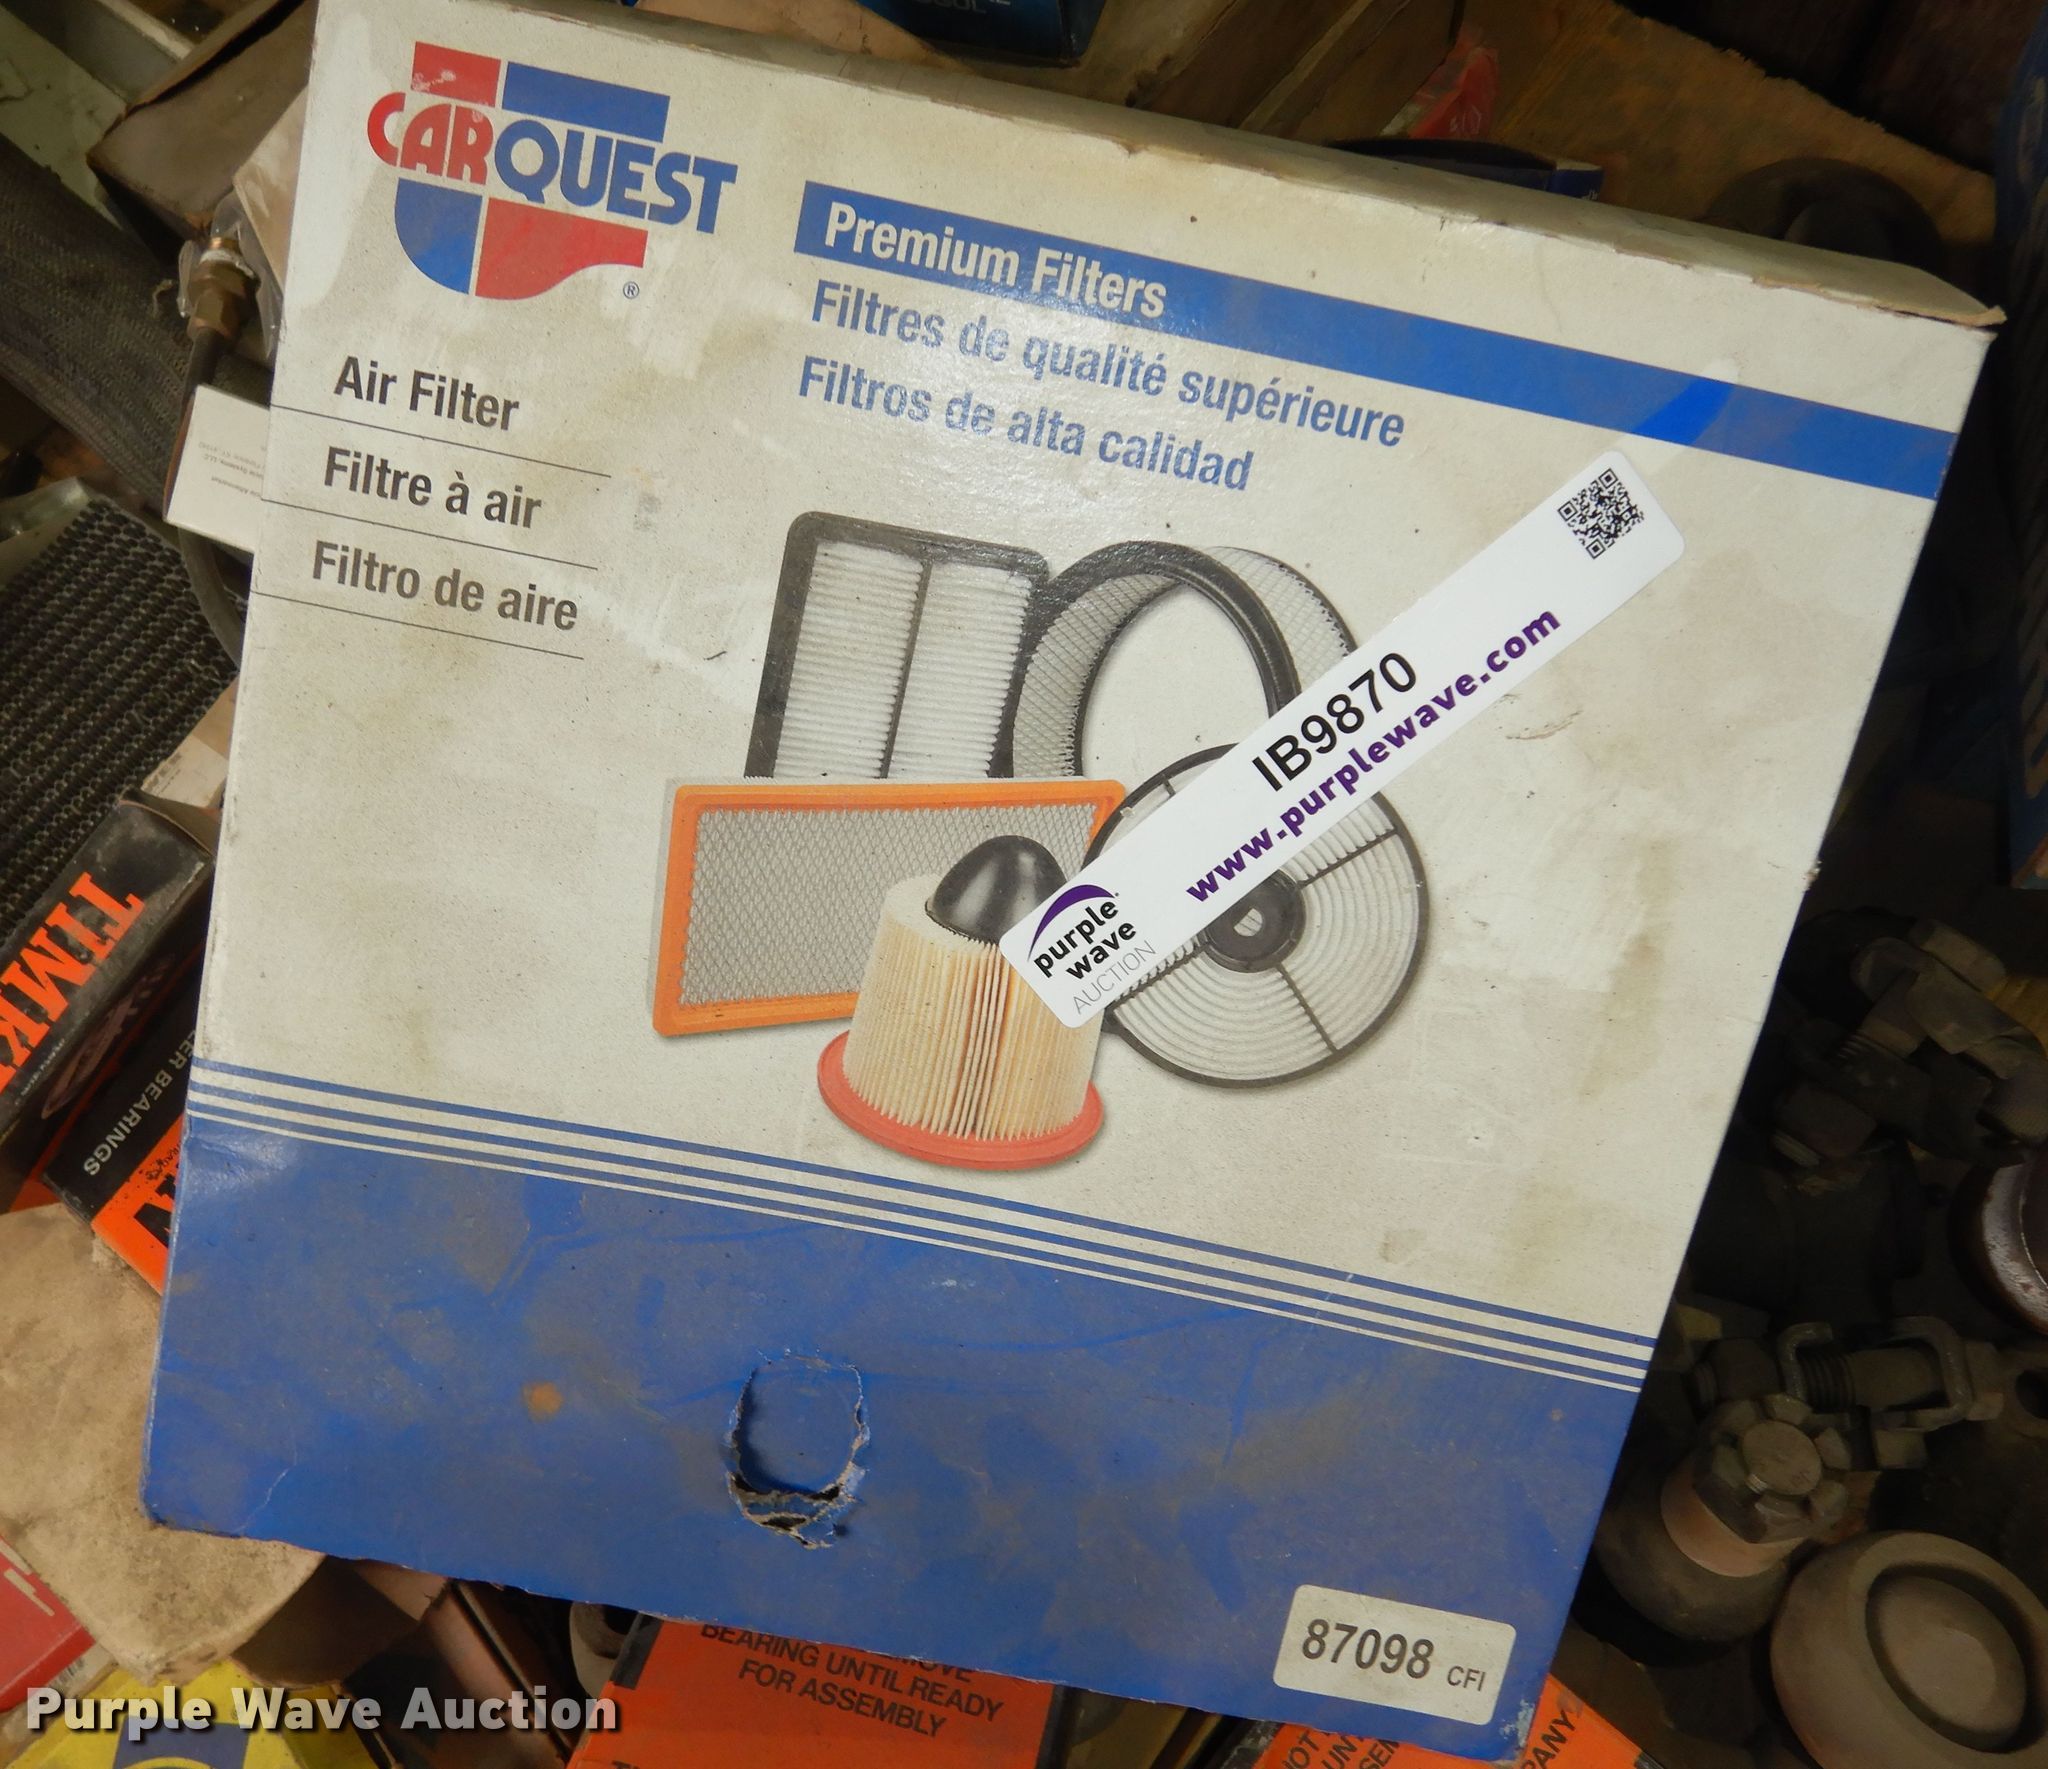 CARQUEST
®
Premium Filters
Filtres de qualité supérieure
Filtros de alta calidad
Air Filter
Filtre à air
Filtro de aire
IB9870
www.purplewave.com
purple
wave
AUCTION
87098 CFI
TIMK
BEARINGS
BEARING UNTIL READY
FOR ASSEMBLY
Purple Wave Auction